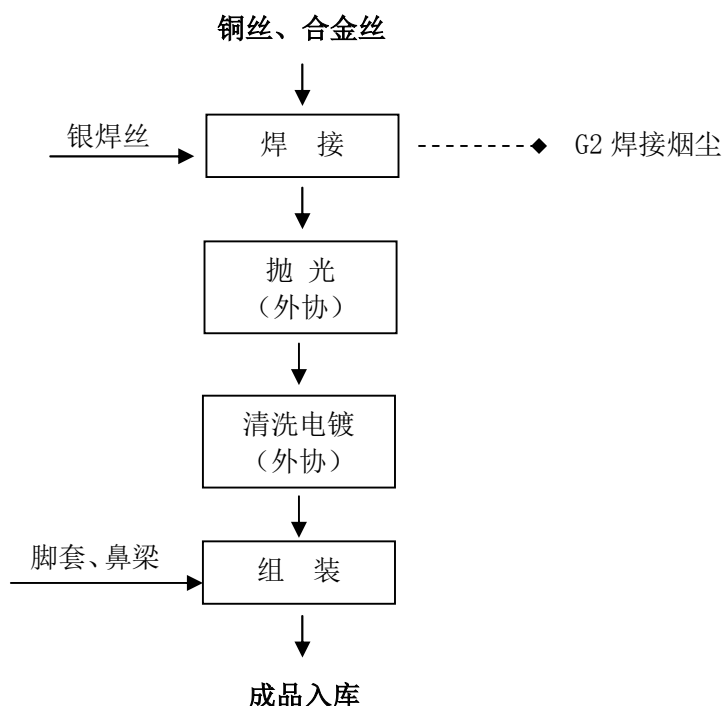 铜丝、合金丝
银焊丝
焊 接
G2 焊接烟尘
抛 光
（外协）
清洗电镀
（外协）
脚套、鼻梁
组 装
成品入库